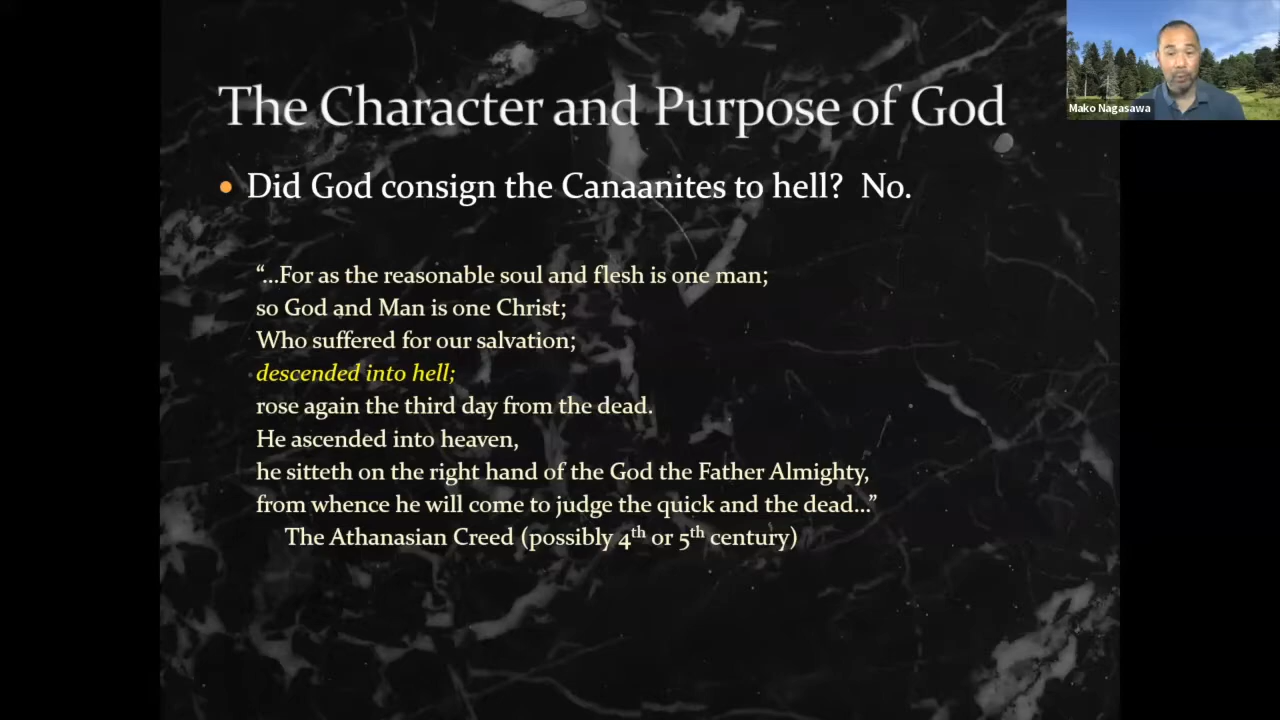 The Character and Purpose of God
Mako Nagasawa
• Did God consign the Canaanites to hell?  No.
“...For as the reasonable soul and flesh is one man;
so God and Man is one Christ;
Who suffered for our salvation;
descended into hell;
rose again the third day from the dead.
He ascended into heaven,
he sitteth on the right hand of the God the Father Almighty,
from whence he will come to judge the quick and the dead...”
The Athanasian Creed (possibly 4th or 5th century)